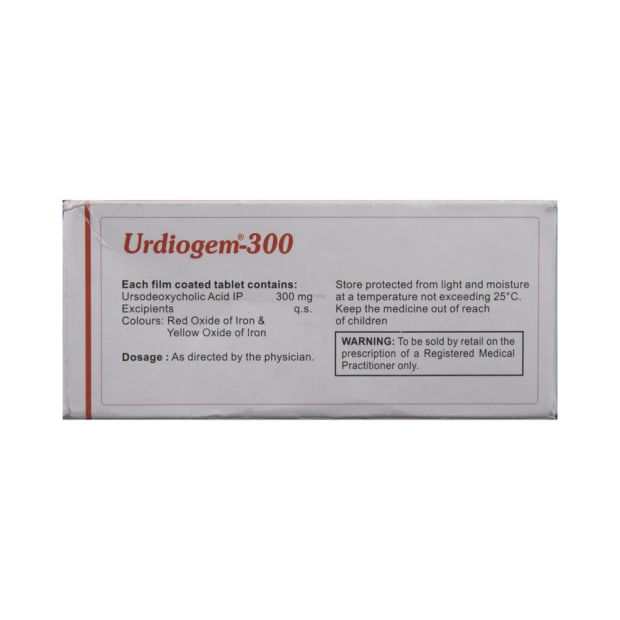 Urdiogem®-300
Each film coated tablet contains:
Ursodeoxycholic Acid IP 300 mg
Excipients q.s.
Colours: Red Oxide of Iron &
Yellow Oxide of Iron
Dosage : As directed by the physician.
Store protected from light and moisture
at a temperature not exceeding 25°C.
Keep the medicine out of reach
of children
WARNING: To be sold by retail on the
prescription of a Registered Medical
Practitioner only.